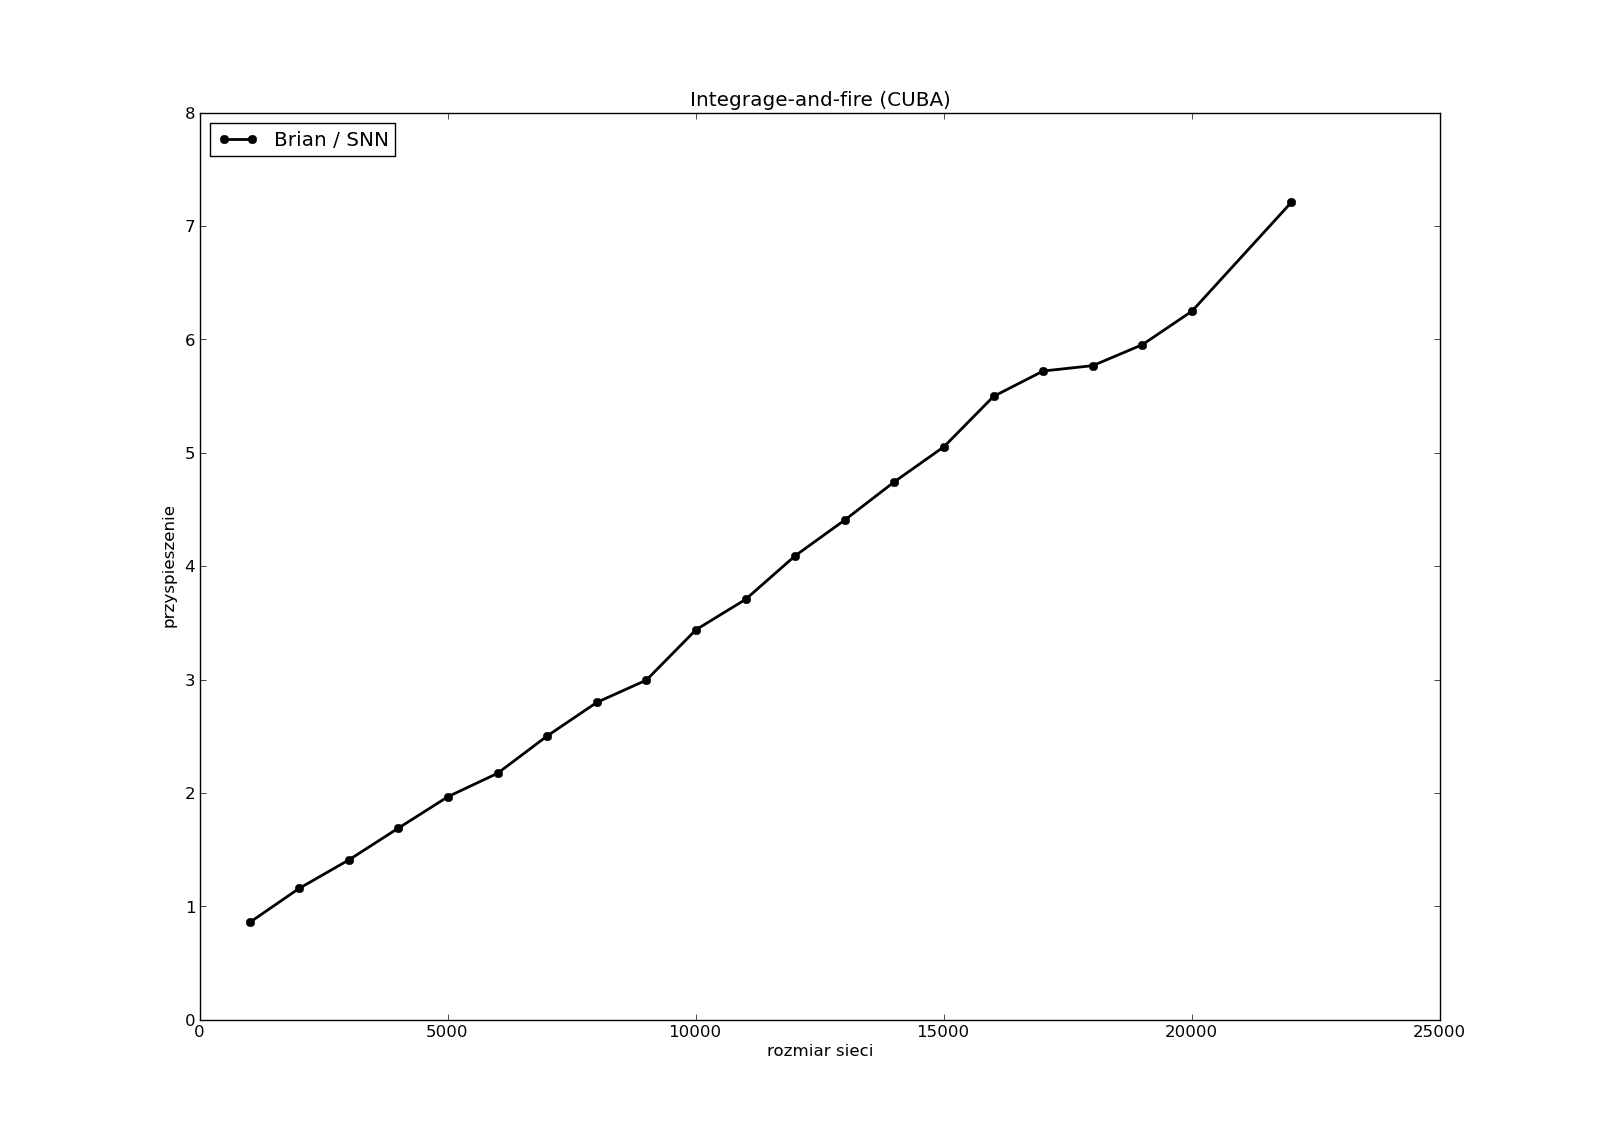 Integrage-and-fire (CUBA)
Brian / SNN
8
7
6
5
4
3
2
1
0
przyspieszenie
0 5000 10000 15000 20000 25000
rozmiar sieci